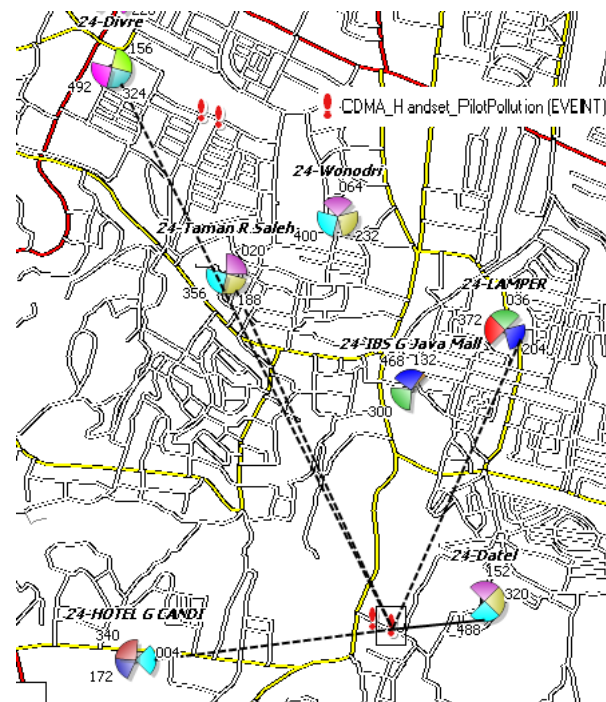 24-Divre
156
492
324
CDMA_Handset_PilotPollution (EVEINT)
24-Wonodri
064
400
232
24-Taman R Saleh
020
356
188
24-LAMPER
036
372
204
24-IBS G Java Mall
468 132
300
24-Datel
152
320
488
24-HOTEL G CANDI
340
004
172